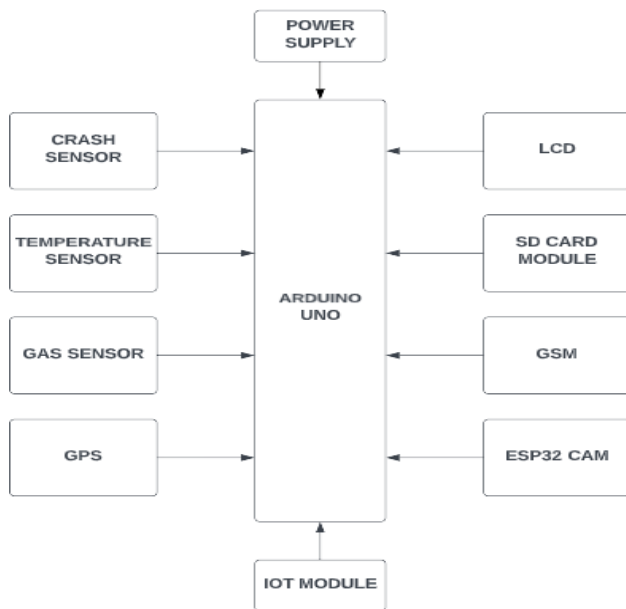 POWER
SUPPLY
CRASH
SENSOR
TEMPERATURE
SENSOR
GAS SENSOR
GPS
ARDUINO
UNO
LCD
SD CARD
MODULE
GSM
ESP32 CAM
IOT MODULE